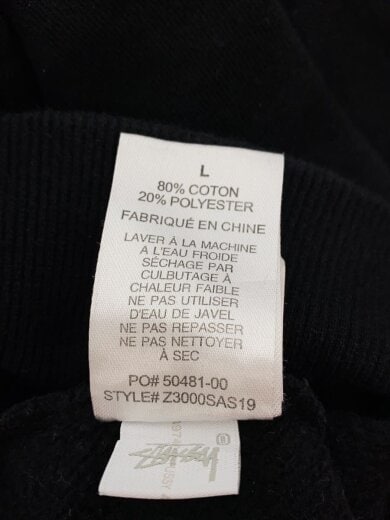 L
80% COTON
20% POLYESTER
FABRIQUÉ EN CHINE
LAVER À LA MACHINE
A L'EAU FROIDE
SÉCHAGE PAR
CULBUTAGE À
CHALEUR FAIBLE
NE PAS UTILISER
D'EAU DE JAVEL
NE PAS REPASSER
NE PAS NETTOYER
À SEC
PO# 50481-00
STYLE# Z3000SAS19
®
Stüssy